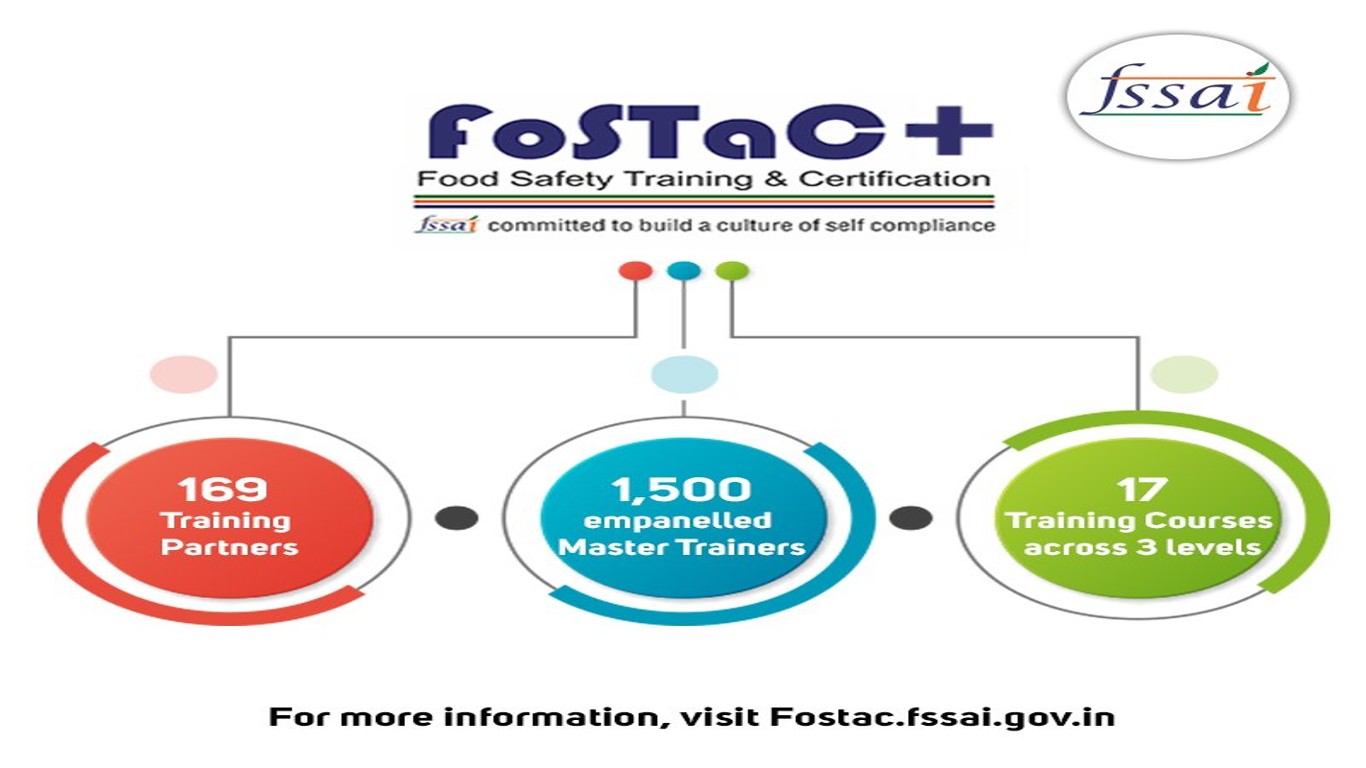 fssai
FoSTaC+
Food Safety Training & Certification
fssai committed to build a culture of self compliance
169
Training
Partners
1,500
empanelled
Master Trainers
17
Training Courses
across 3 levels
For more information, visit Fostac.fssai.gov.in